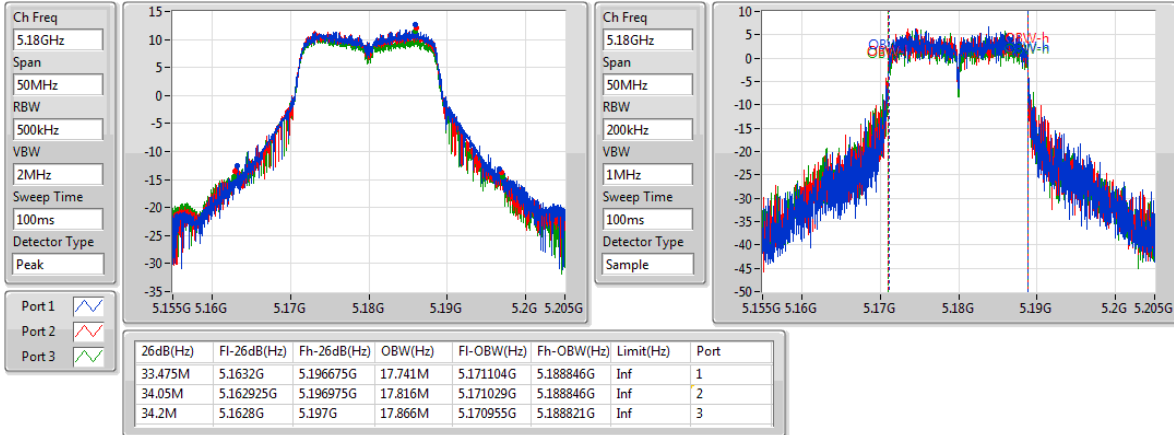 Ch Freq
5.18GHz
Span
50MHz
RBW
500kHz
VBW
2MHz
Sweep Time
100ms
Detector Type
Peak
Port 1
Port 2
Port 3
15
10
5
0
-5
-10
-15
-20
-25
-30
-35
5.155G 5.16G 5.17G 5.18G 5.19G 5.2G 5.205G
Ch Freq
5.18GHz
Span
50MHz
RBW
200kHz
VBW
1MHz
Sweep Time
100ms
Detector Type
Sample
10
5
0
-5
-10
-15
-20
-25
-30
-35
-40
-45
-50
5.155G 5.16G 5.17G 5.18G 5.19G 5.2G 5.205G
26dB(Hz) Fl-26dB(Hz) Fh-26dB(Hz) OBW(Hz) Fl-OBW(Hz) Fh-OBW(Hz) Limit(Hz) Port
33.475M 5.1632G 5.196675G 17.741M 5.171104G 5.188846G Inf 1
34.05M 5.162925G 5.196975G 17.816M 5.171029G 5.188846G Inf 2
34.2M 5.1628G 5.197G 17.866M 5.170955G 5.188821G Inf 3